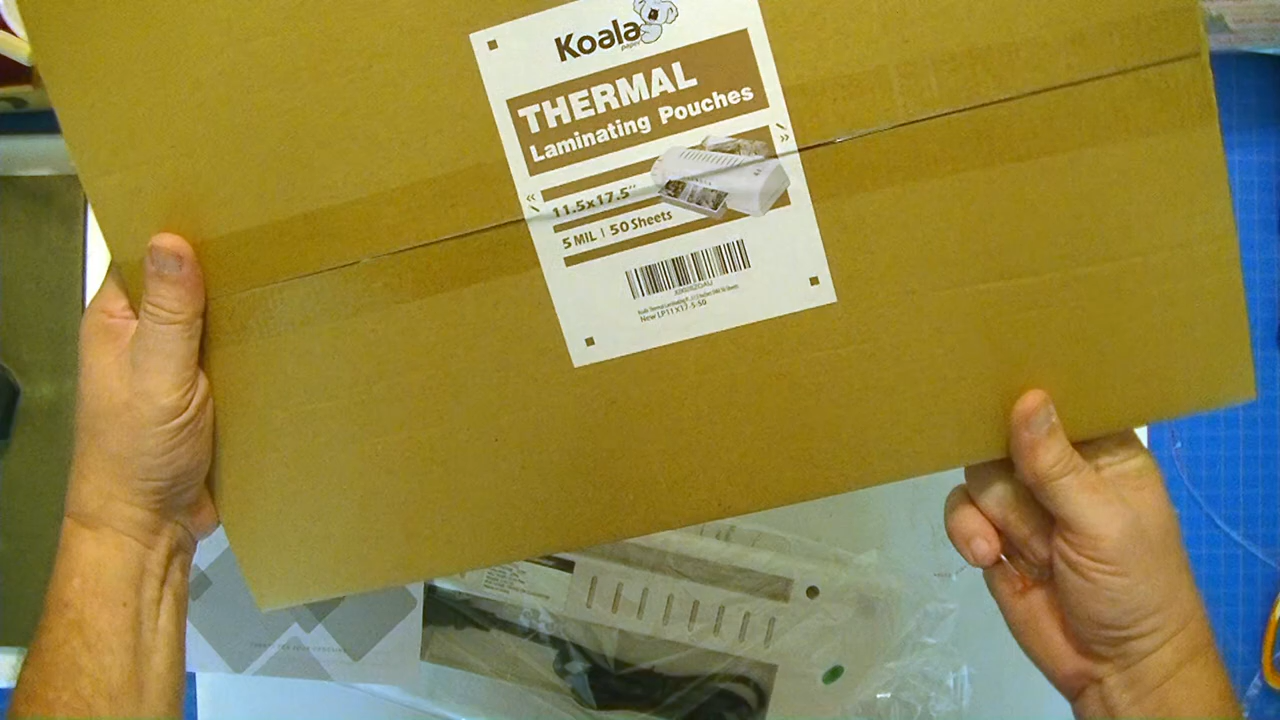 Koala
paper
THERMAL
Laminating Pouches
11.5x17.5"
5 MIL | 50 Sheets
New LP11X17-5-50